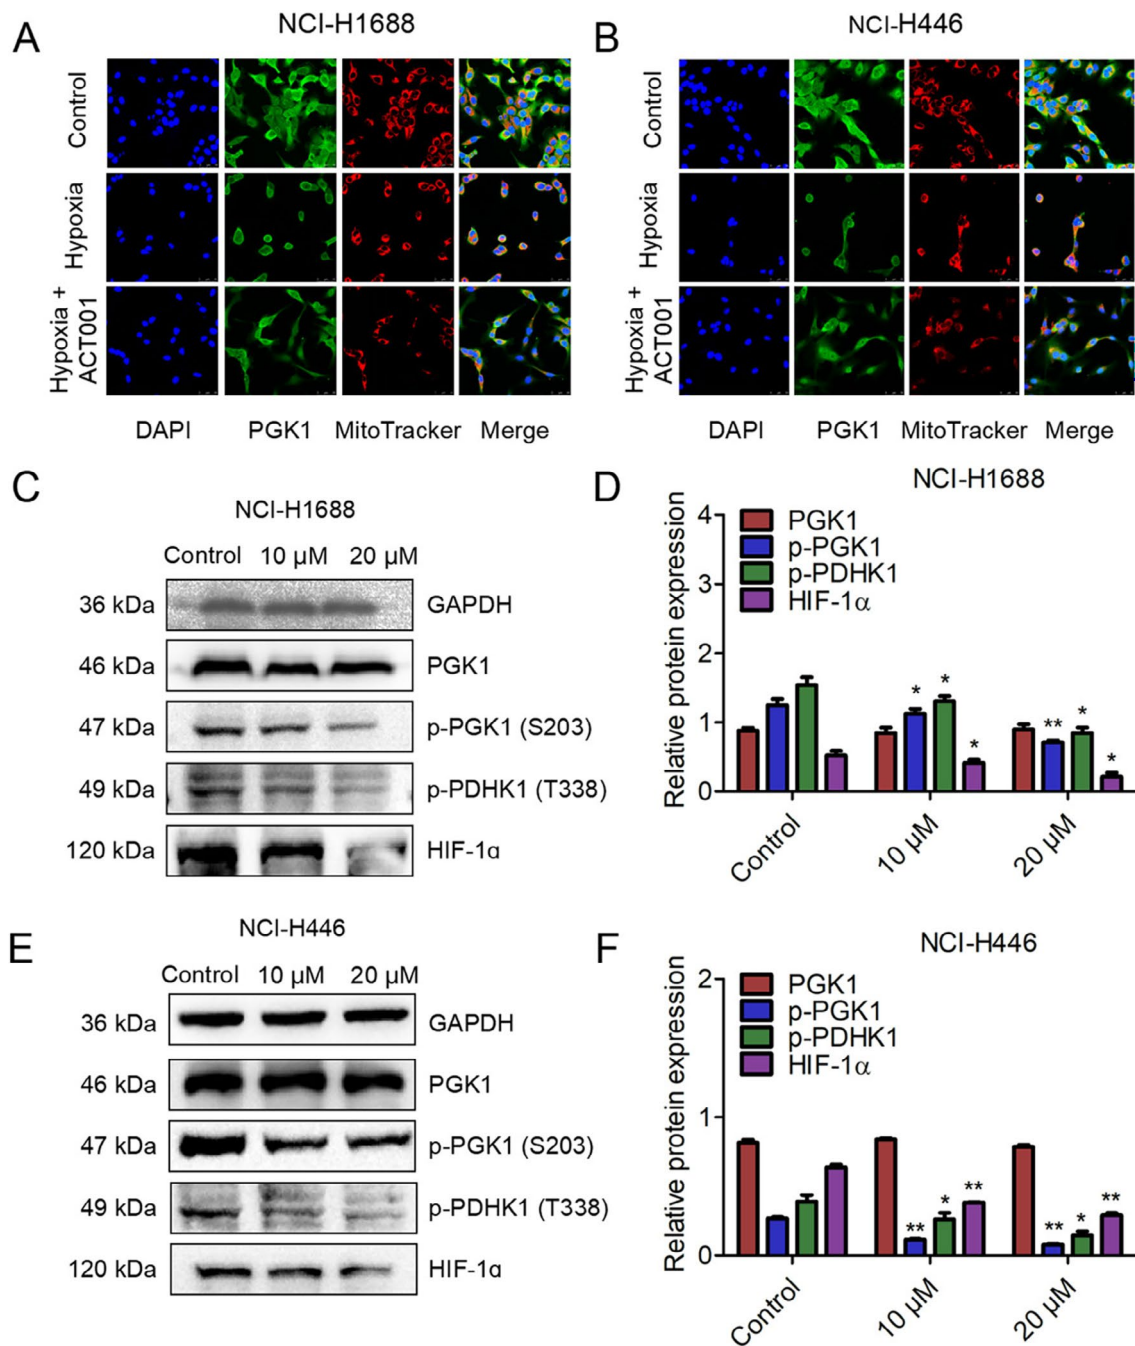 A
NCI-H1688
Control
Hypoxia
Hypoxia +
ACT001
DAPI PGK1 MitoTracker Merge
B
NCI-H446
Control
Hypoxia
Hypoxia +
ACT001
DAPI PGK1 MitoTracker Merge
C
NCI-H1688
Control 10 µM 20 µM
36 kDa GAPDH
46 kDa PGK1
47 kDa p-PGK1 (S203)
49 kDa p-PDHK1 (T338)
120 kDa HIF-1α
D
NCI-H1688
Relative protein expression
4
3
2
1
0
PGK1
p-PGK1
p-PDHK1
HIF-1α
* * *
** * *
Control
10 µM
20 µM
E
NCI-H446
Control 10 µM 20 µM
36 kDa GAPDH
46 kDa PGK1
47 kDa p-PGK1 (S203)
49 kDa p-PDHK1 (T338)
120 kDa HIF-1α
F
NCI-H446
Relative protein expression
2
1
0
PGK1
p-PGK1
p-PDHK1
HIF-1α
** * **
** * **
Control
10 µM
20 µM